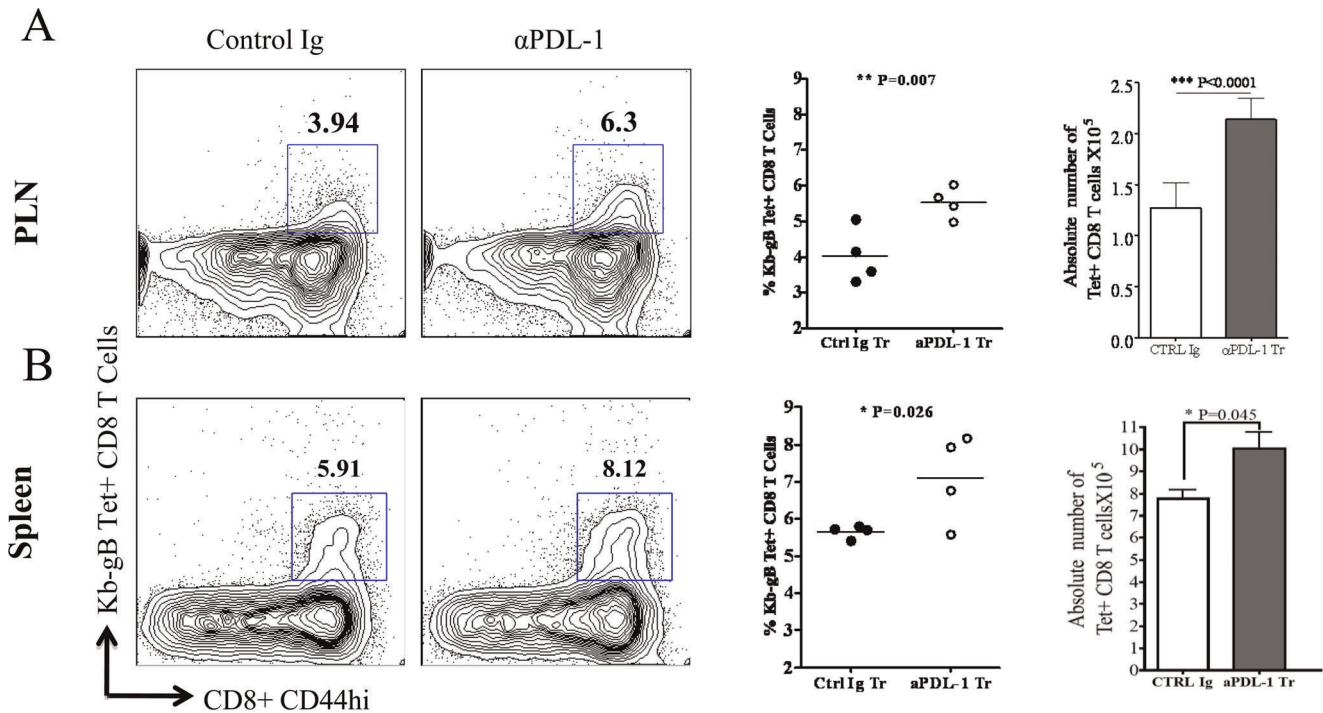 A
Control Ig
αPDL-1
PLN
3.94
6.3
% Kb-gB Tet+ CD8 T Cells
9
8
7
6
5
4
3
2
** P=0.007
Ctrl Ig Tr
aPDL-1 Tr
Absolute number of
Tet+ CD8 T cells X10⁵
2.5
2.0
1.5
1.0
0.5
0.0
*** P<0.0001
CTRL Ig
αPDL-1 Tr
B
Spleen
Kb-gB Tet+ CD8 T Cells
5.91
8.12
CD8+ CD44hi
% Kb-gB Tet+ CD8 T Cells
9
8
7
6
5
4
3
2
* P=0.026
Ctrl Ig Tr
aPDL-1 Tr
Absolute number of
Tet+ CD8 T cellsX10⁵
11
10
9
8
7
6
5
4
3
2
1
0
* P=0.045
CTRL Ig
aPDL-1 Tr